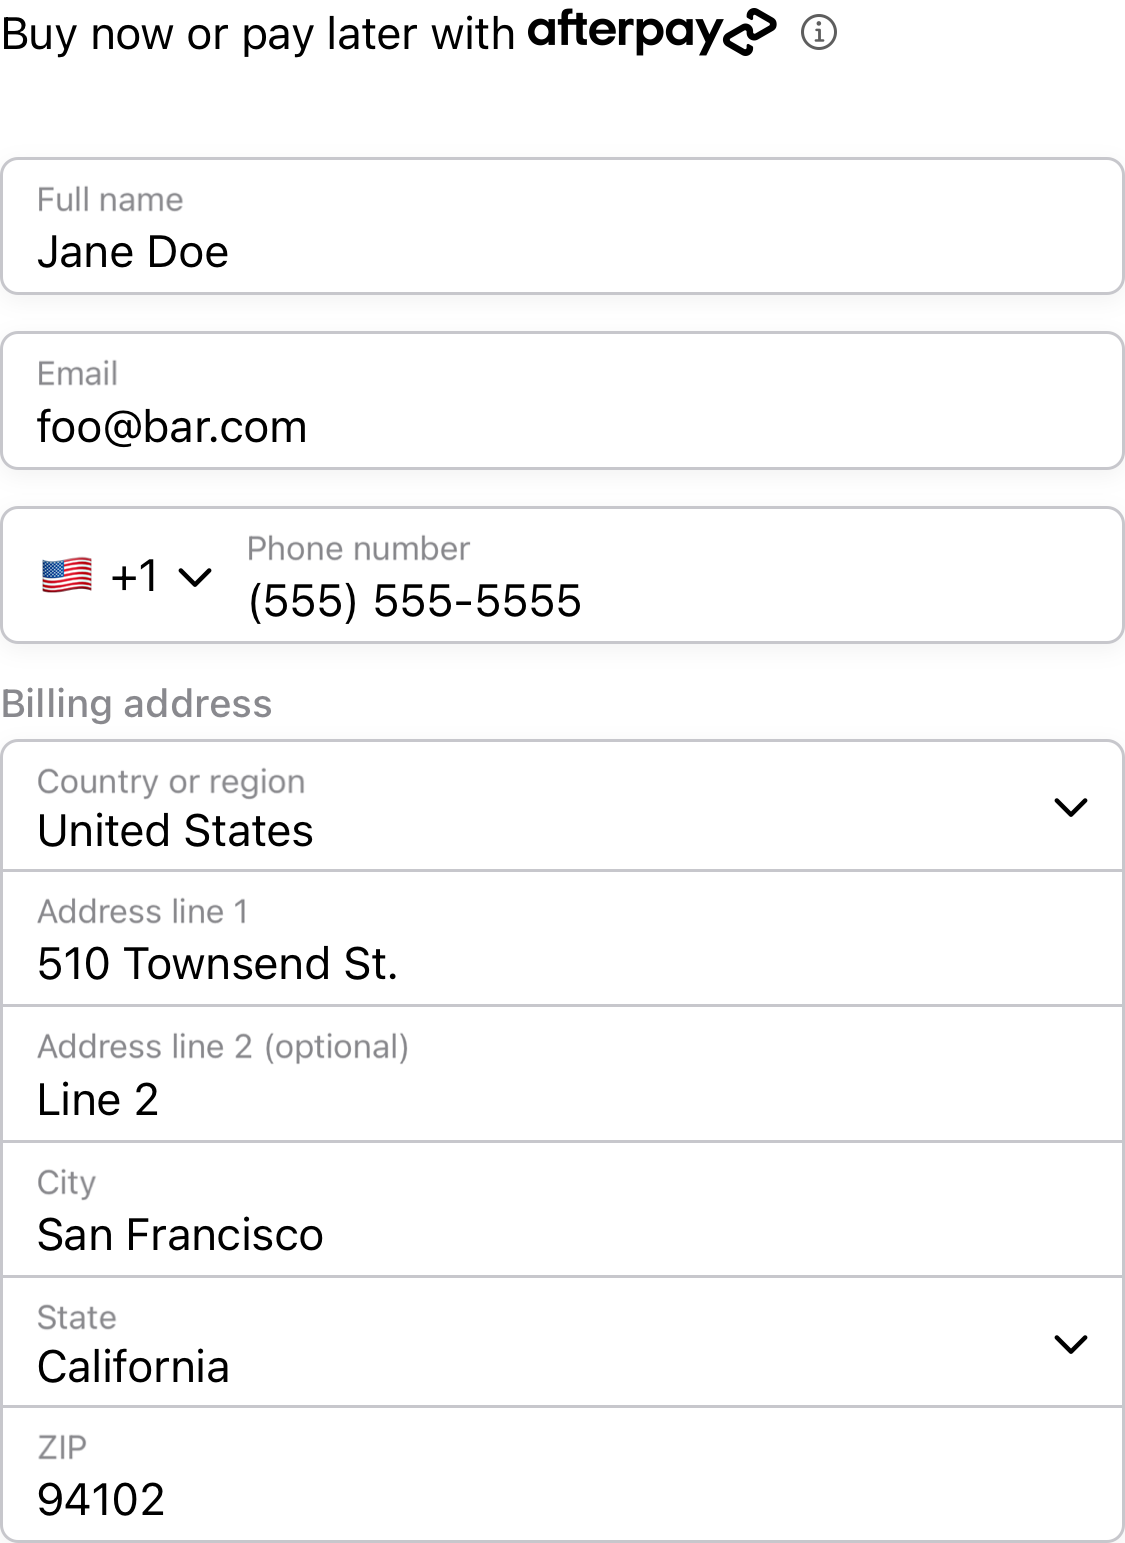 Buy now or pay later with afterpay
Full name
Jane Doe
Email
foo@bar.com
Phone number
+1 (555) 555-5555
Billing address
Country or region
United States
Address line 1
510 Townsend St.
Address line 2 (optional)
Line 2
City
San Francisco
State
California
ZIP
94102